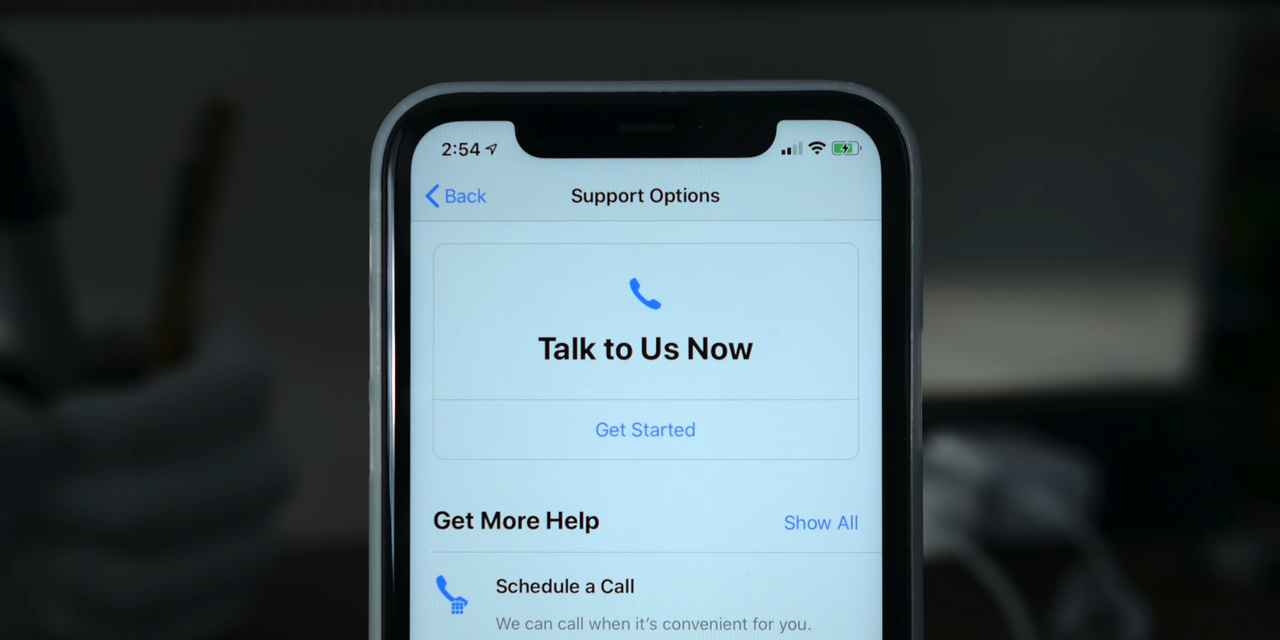 2:54
Back
Support Options
Talk to Us Now
Get Started
Get More Help
Show All
Schedule a Call
We can call when it’s convenient for you.